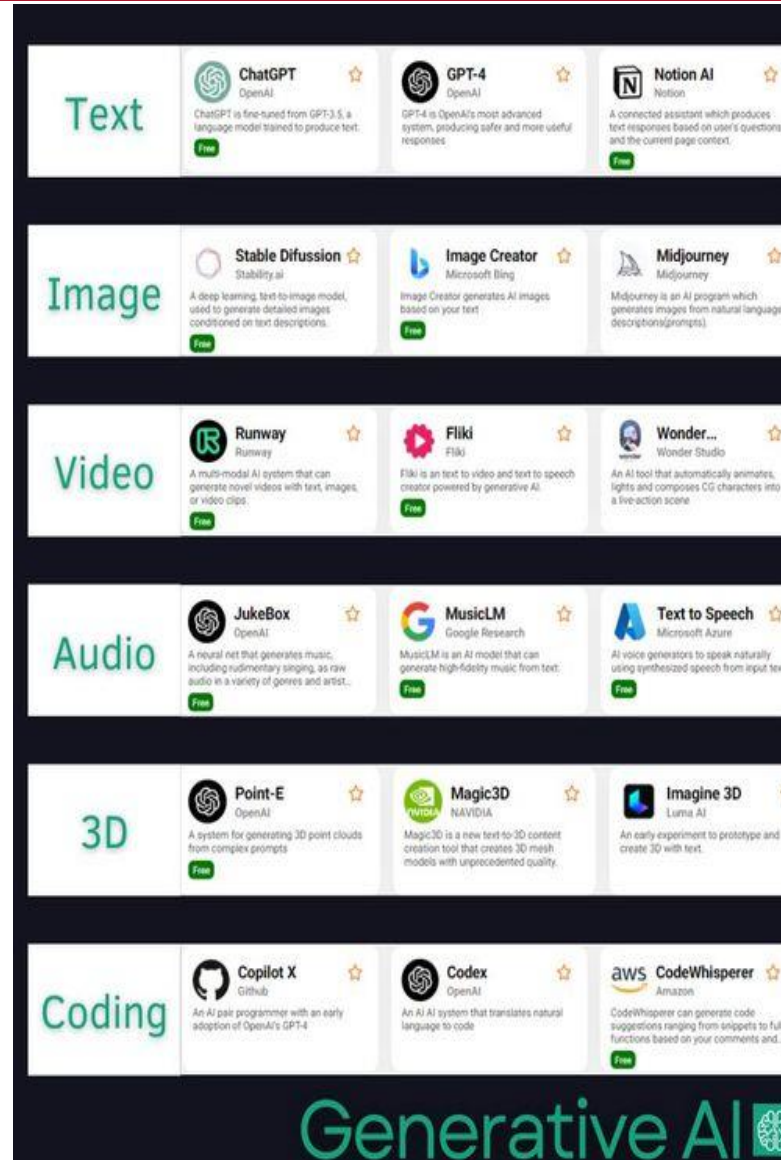 Text
ChatGPT
OpenAI
ChatGPT is fine-tuned from GPT-3.5, a
language model trained to produce text.
Free
GPT-4
OpenAI
GPT-4 is OpenAI's most advanced
system, producing safer and more useful
responses
Notion AI
Notion
A connected assistant which produces
text responses based on user's questions
and the current page context.
Free
Image
Stable Difussion
Stability.ai
A deep learning, text-to-image model,
used to generate detailed images
conditioned on text descriptions.
Free
Image Creator
Microsoft Bing
Image Creator generates AI images
based on your text
Free
Midjourney
Midjourney
Midjourney is an AI program which
generates images from natural language
descriptions(prompts).
Video
Runway
Runway
A multi-modal AI system that can
generate novel videos with text, images,
or video clips.
Free
Fliki
Fliki
Fliki is an text to video and text to speech
creator powered by generative AI.
Free
wonder
Wonder...
Wonder Studio
An AI tool that automatically animates,
lights and composes CG characters into
a live-action scene
Audio
JukeBox
OpenAI
A neural net that generates music,
including rudimentary singing, as raw
audio in a variety of genres and artist...
Free
MusicLM
Google Research
MusicLM is an AI model that can
generate high-fidelity music from text.
Free
Text to Speech
Microsoft Azure
AI voice generators to speak naturally
using synthesized speech from input tex
Free
3D
Point-E
OpenAI
A system for generating 3D point clouds
from complex prompts
Free
NVIDIA
Magic3D
NAVIDIA
Magic3D is a new text-to-3D content
creation tool that creates 3D mesh
models with unprecedented quality.
Imagine 3D
Luma AI
An early experiment to prototype and
create 3D with text.
Coding
Copilot X
Github
An AI pair programmer with an early
adoption of OpenAI's GPT-4
Codex
OpenAI
An AI AI system that translates natural
language to code
aws
CodeWhisperer
Amazon
CodeWhisperer can generate code
suggestions ranging from snippets to full
functions based on your comments and...
Free
Generative AI